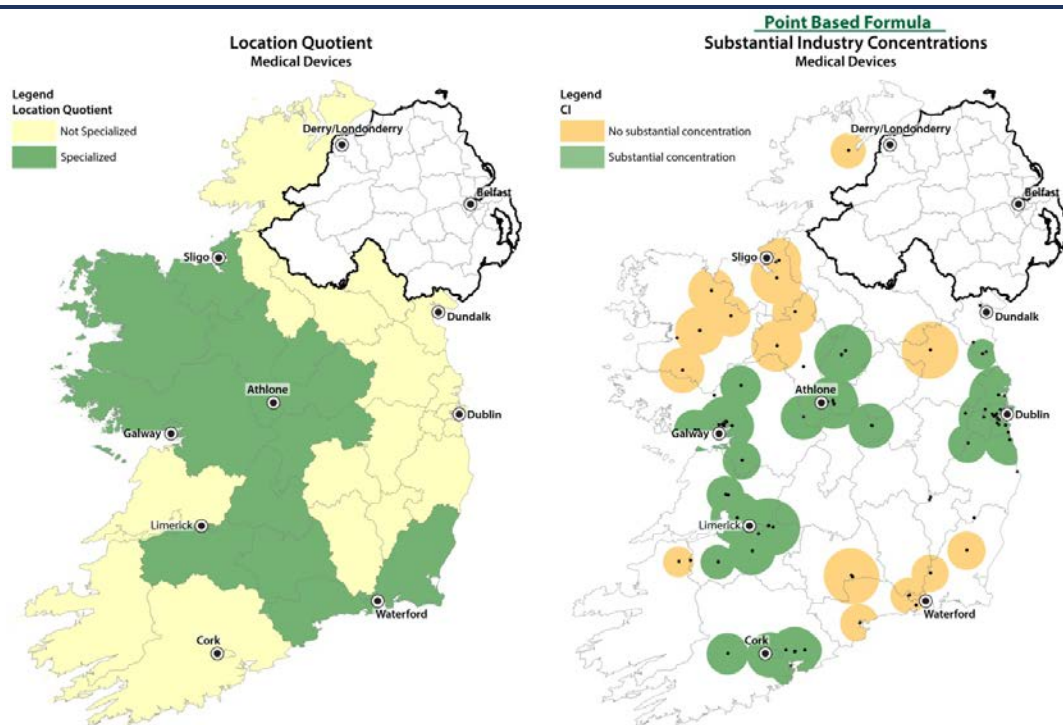 Location Quotient
Medical Devices
Legend
Location Quotient
Not Specialized
Specialized
Derry/Londonderry
Belfast
Sligo
Dundalk
Athlone
Dublin
Galway
Limerick
Waterford
Cork
Point Based Formula
Substantial Industry Concentrations
Medical Devices
Legend
CI
No substantial concentration
Substantial concentration
Derry/Londonderry
Belfast
Sligo
Dundalk
Athlone
Dublin
Galway
Limerick
Waterford
Cork